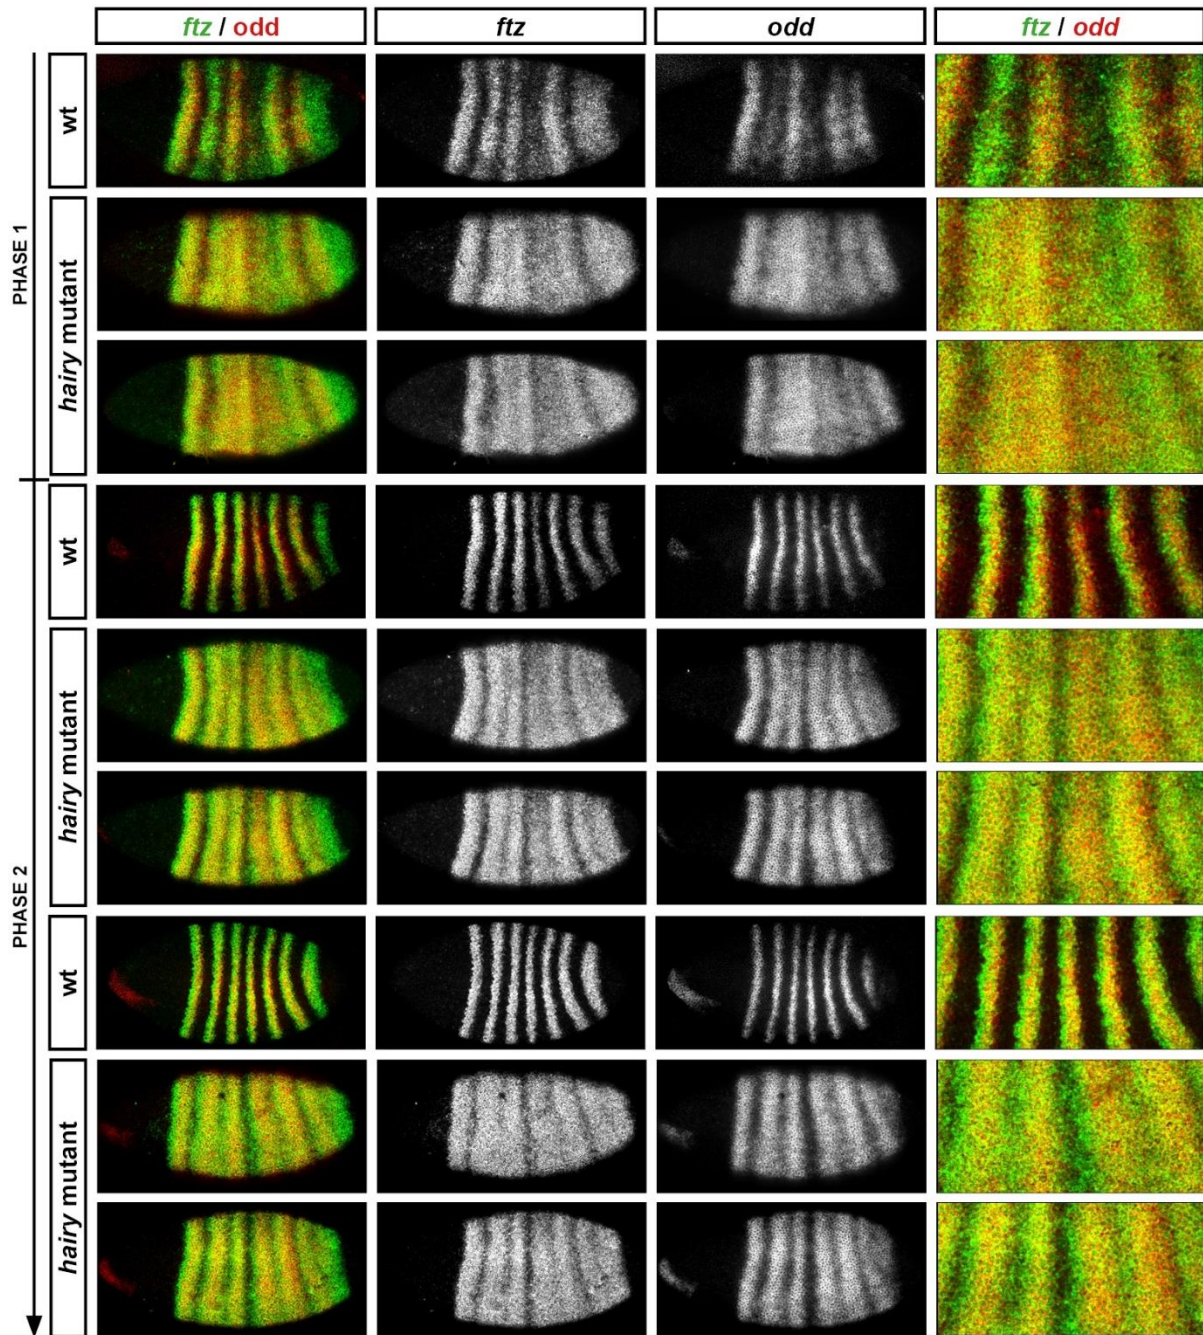 ftz / odd
ftz
odd
ftz / odd
PHASE 1
wt
hairy mutant
PHASE 2
wt
hairy mutant
wt
hairy mutant